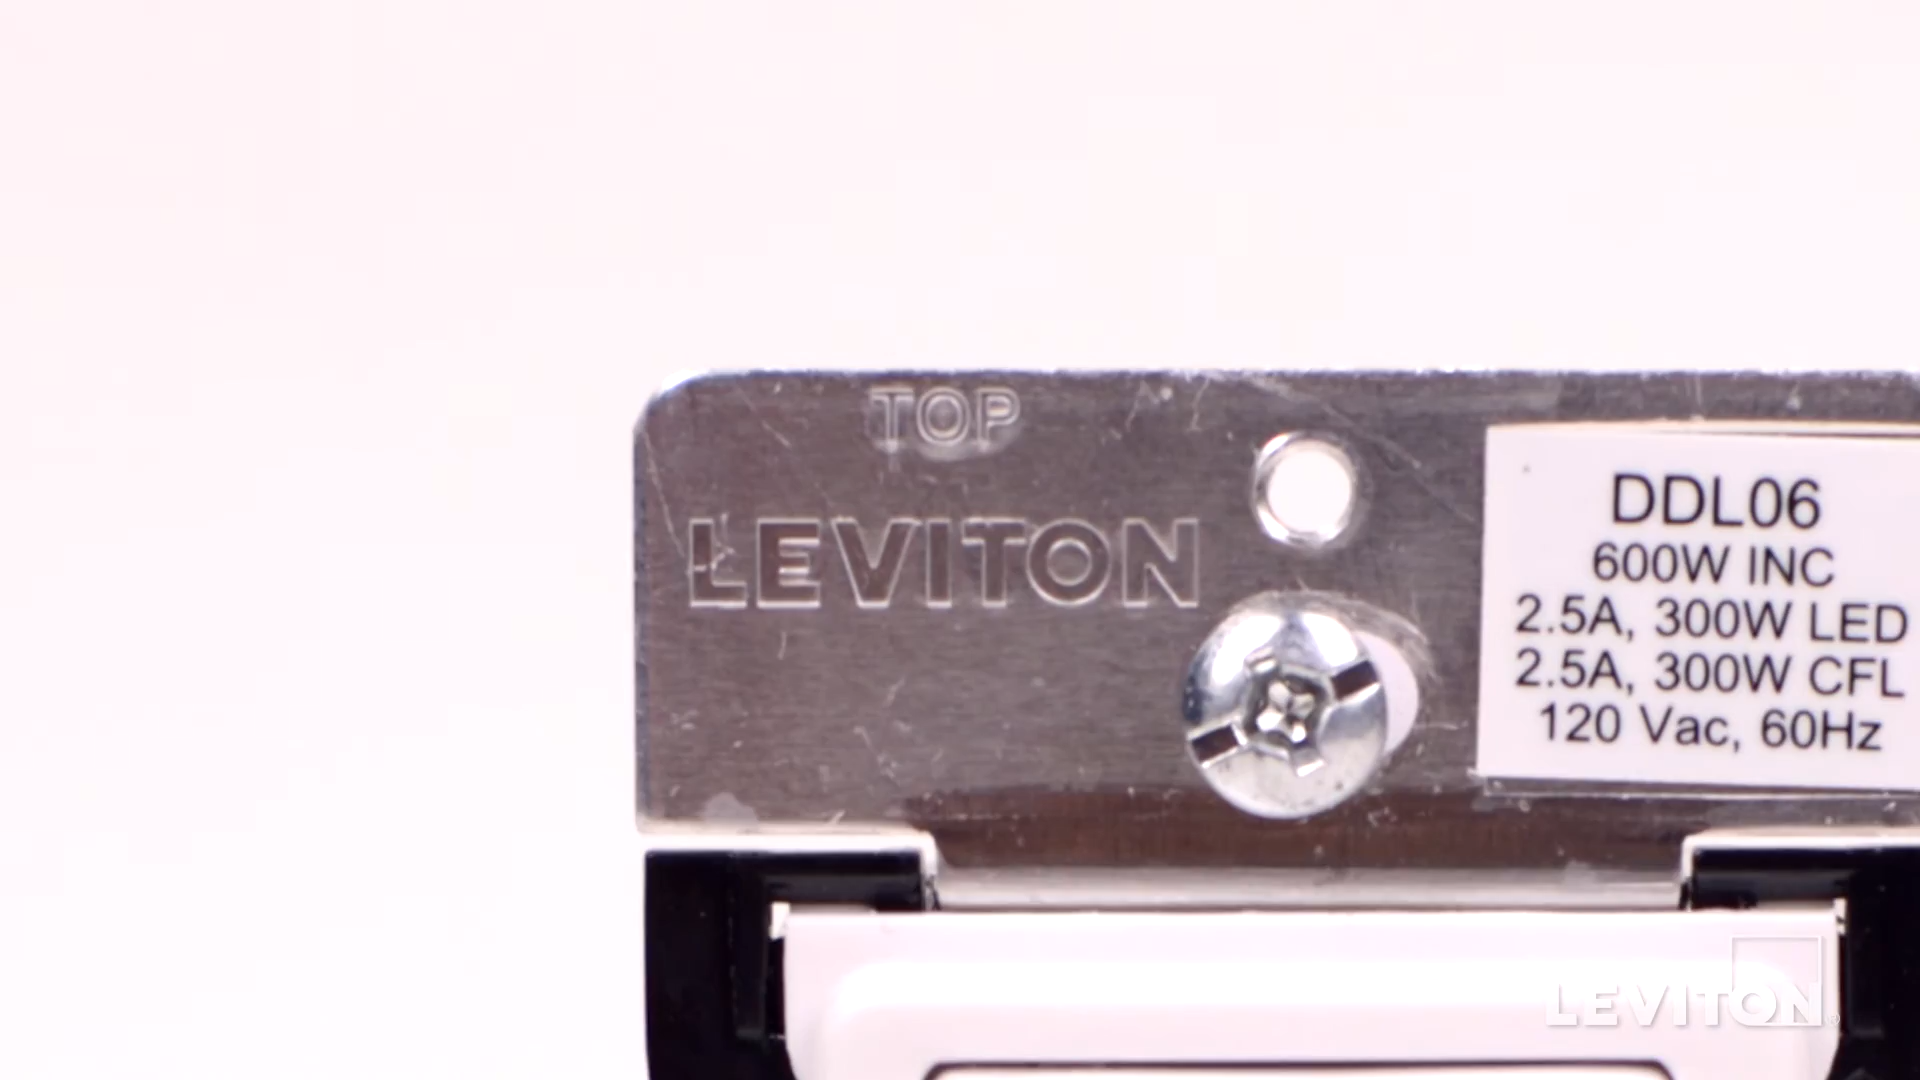 TOP
LEVITON
DDL06
600W INC
2.5A, 300W LED
2.5A, 300W CFL
120 Vac, 60Hz
LEVITON®